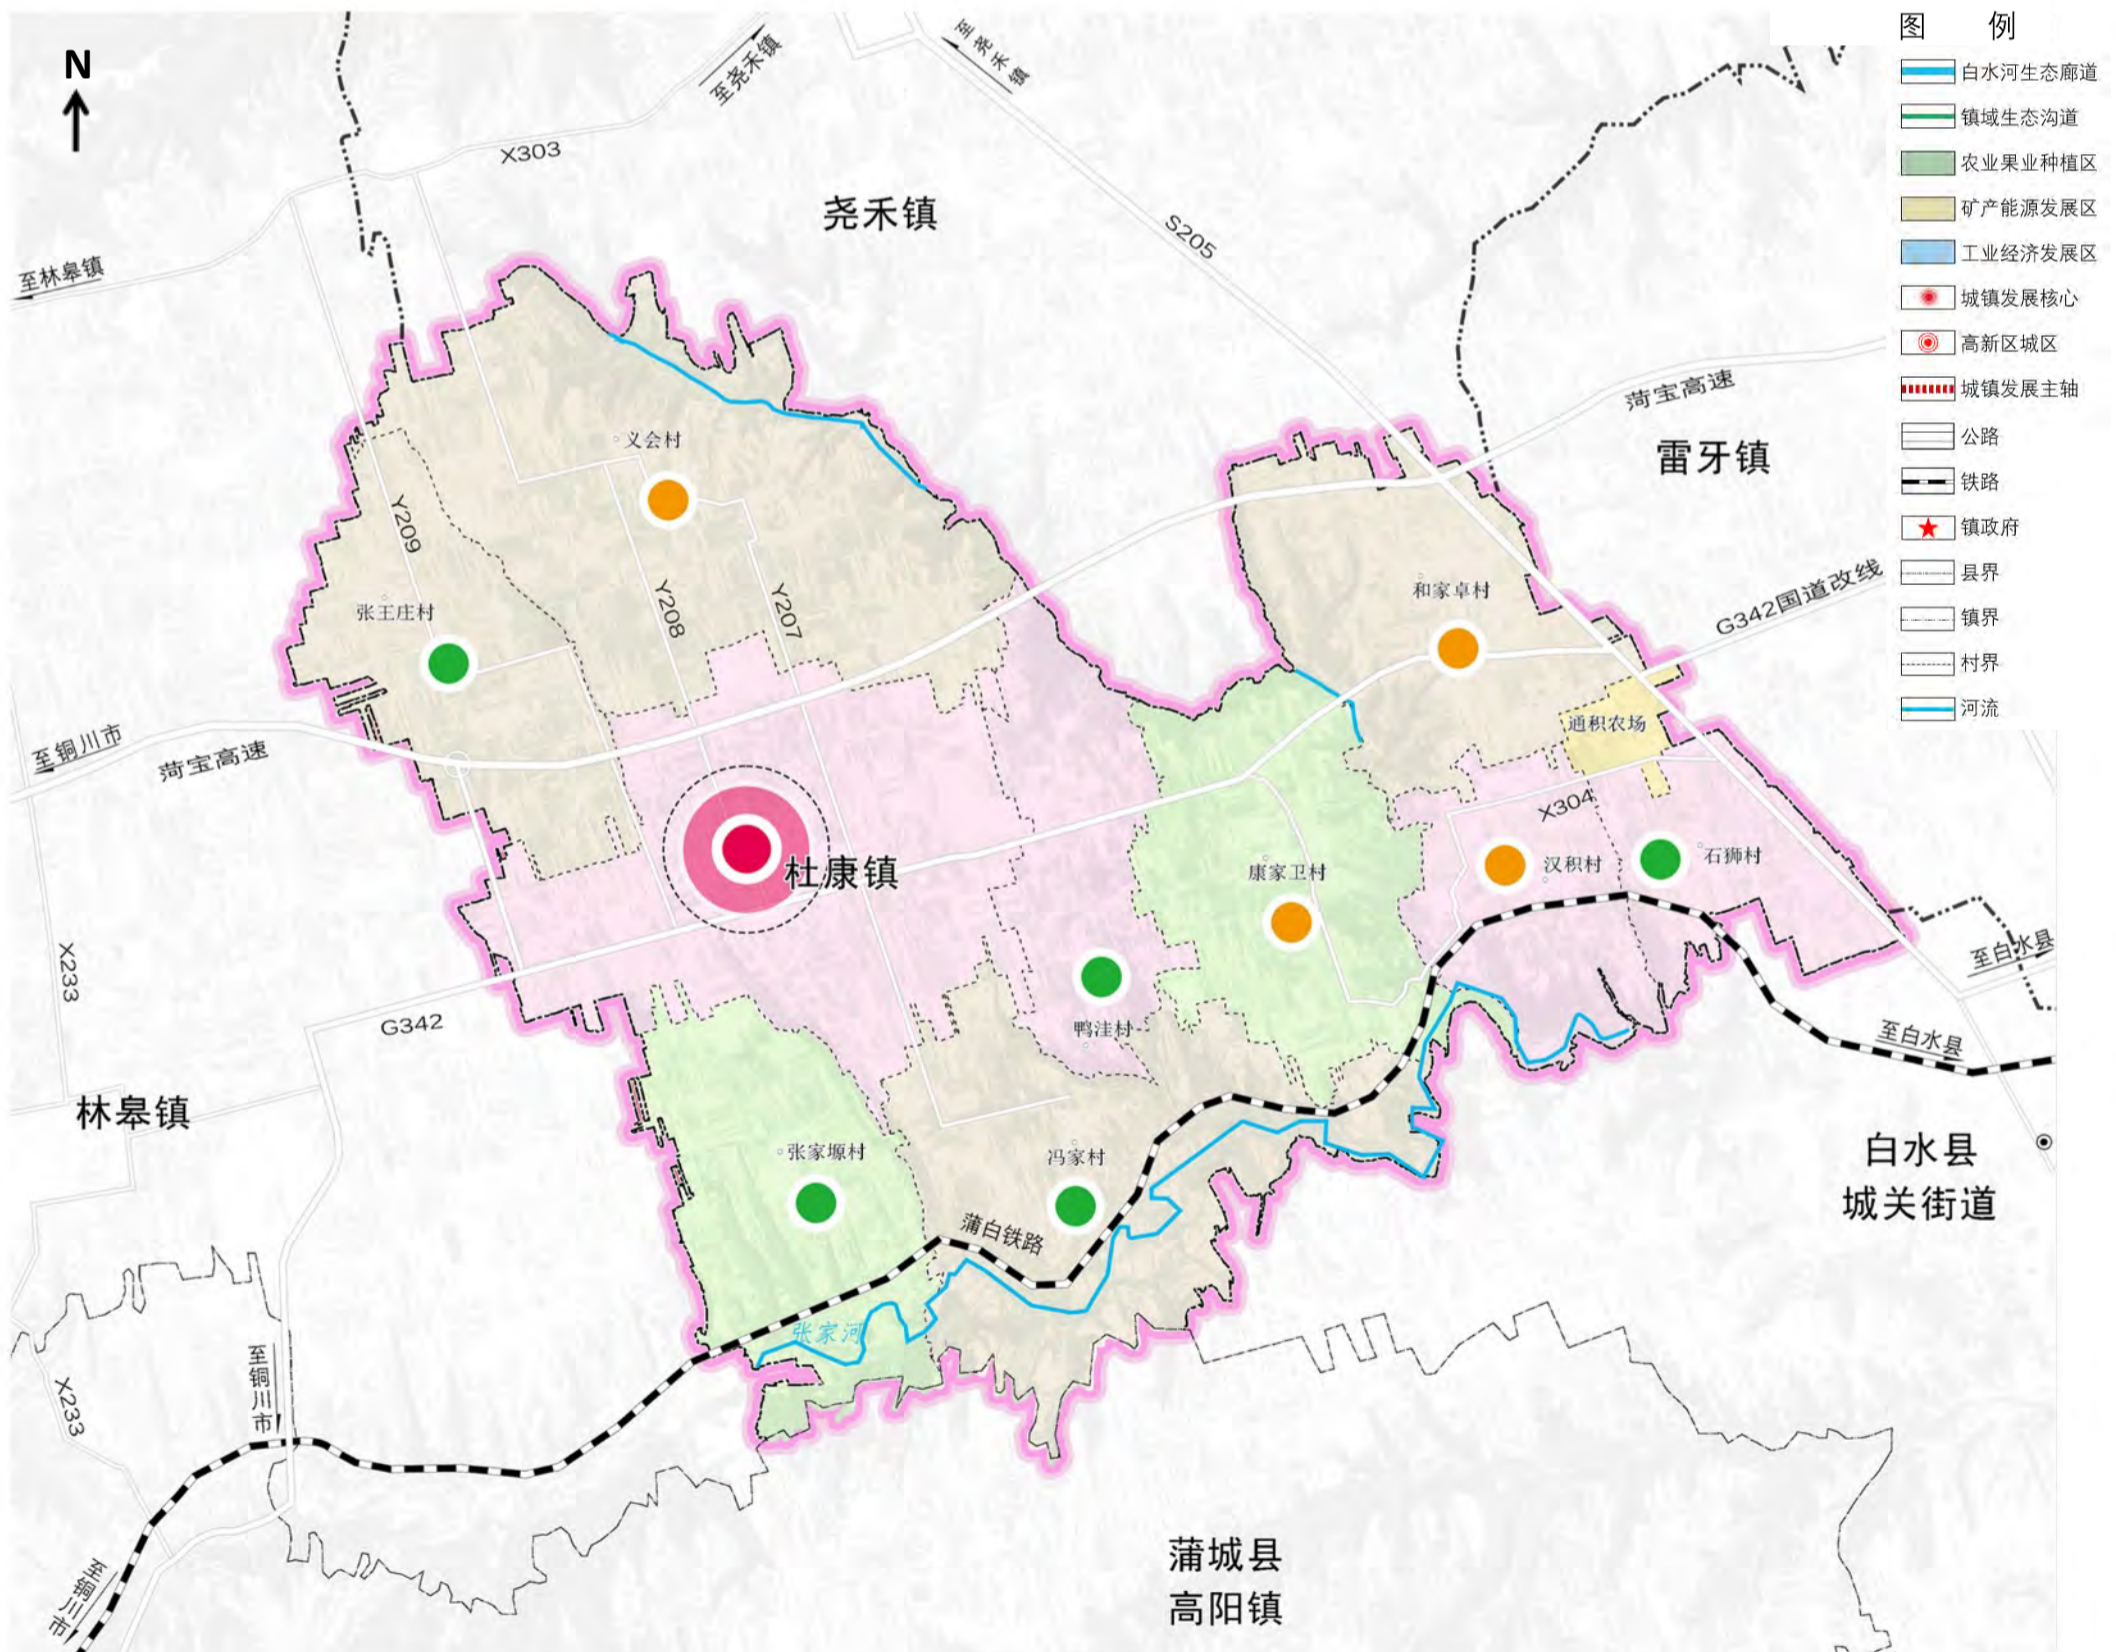 图 例
白水河生态廊道
镇域生态沟道
农业果业种植区
矿产能源发展区
工业经济发展区
城镇发展核心
高新区城区
城镇发展主轴
公路
铁路
镇政府
县界
镇界
村界
河流
N
至尧禾镇
至尧禾镇
X303
尧禾镇
S205
至林皋镇
菏宝高速
雷牙镇
义会村
Y209
和家卓村
G342国道改线
张王庄村
Y208
Y207
通积农场
至铜川市
菏宝高速
X304
杜康镇
康家卫村
汉积村
石狮村
至白水县
X233
G342
鸭洼村
至白水县
林皋镇
张家塬村
冯家村
白水县
城关街道
蒲白铁路
张家河
至铜川市
X233
蒲城县
高阳镇
至铜川市